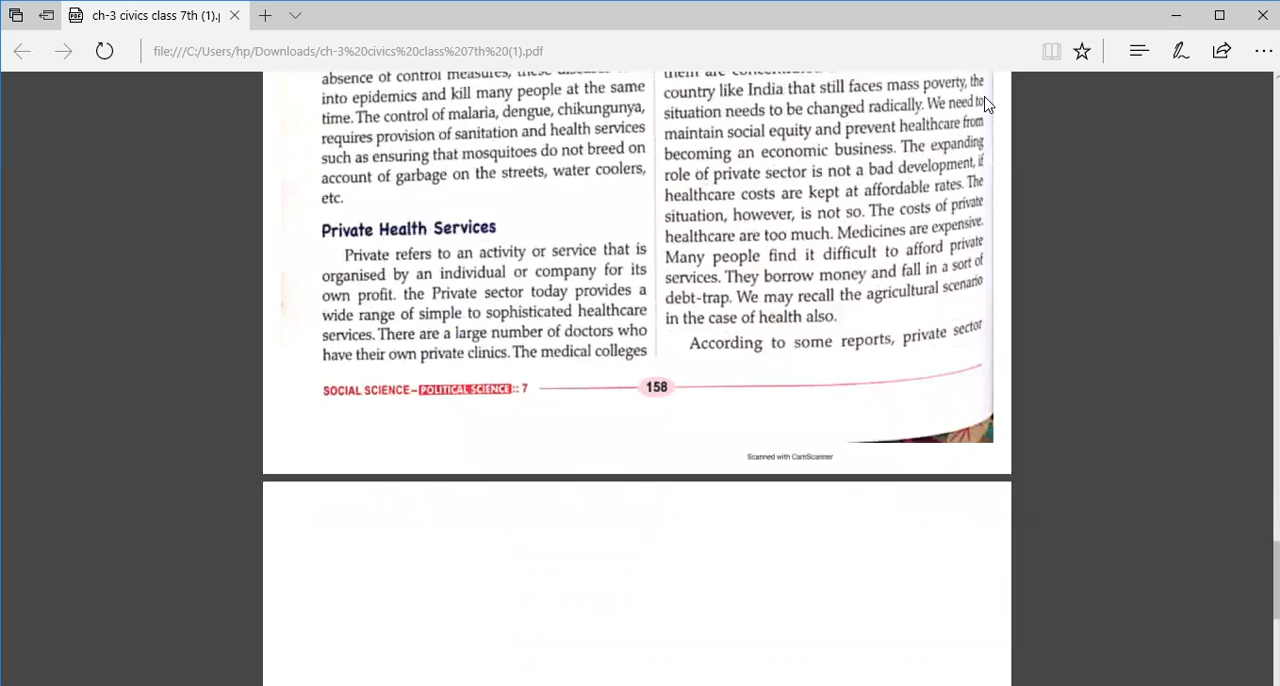 ch-3 civics class 7th (1).p
file:///C:/Users/hp/Downloads/ch-3%20civics%20class%207th%20(1).pdf
absence of control measures, these
into epidemics and kill many people at the same
time. The control of malaria, dengue, chikungunya,
requires provision of sanitation and health services
such as ensuring that mosquitoes do not breed on
account of garbage on the streets, water coolers,
etc.
Private Health Services
Private refers to an activity or service that is
organised by an individual or company for its
own profit. the Private sector today provides a
wide range of simple to sophisticated healthcare
services. There are a large number of doctors who
have their own private clinics. The medical colleges
them are concentrated
country like India that still faces mass poverty, the
situation needs to be changed radically. We need to
maintain social equity and prevent healthcare from
becoming an economic business. The expanding
role of private sector is not a bad development, if
healthcare costs are kept at affordable rates. The
situation, however, is not so. The costs of private
healthcare are too much. Medicines are expensive.
Many people find it difficult to afford private
services. They borrow money and fall in a sort of
debt-trap. We may recall the agricultural scenario
in the case of health also.
According to some reports, private sector
SOCIAL SCIENCE–POLITICAL SCIENCE:: 7
158
Scanned with CamScanner